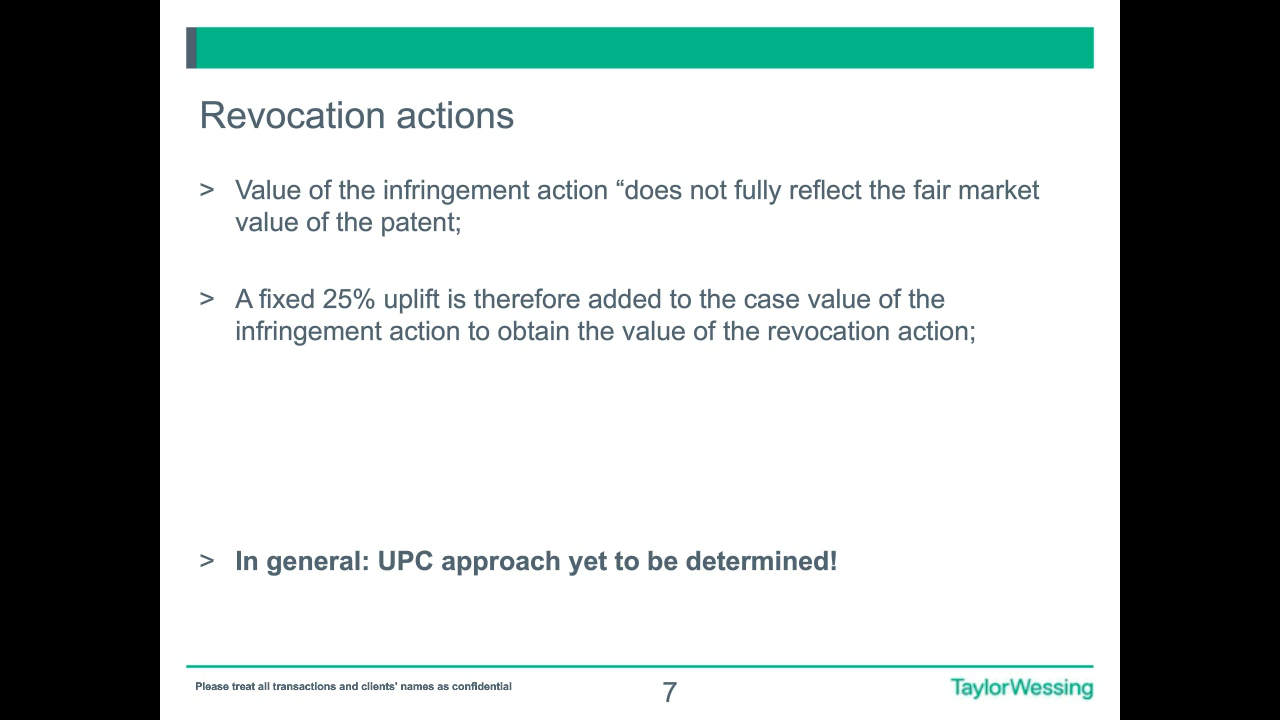 Revocation actions
> Value of the infringement action “does not fully reflect the fair market
value of the patent;
> A fixed 25% uplift is therefore added to the case value of the
infringement action to obtain the value of the revocation action;
> In general: UPC approach yet to be determined!
Please treat all transactions and clients' names as confidential
7
TaylorWessing